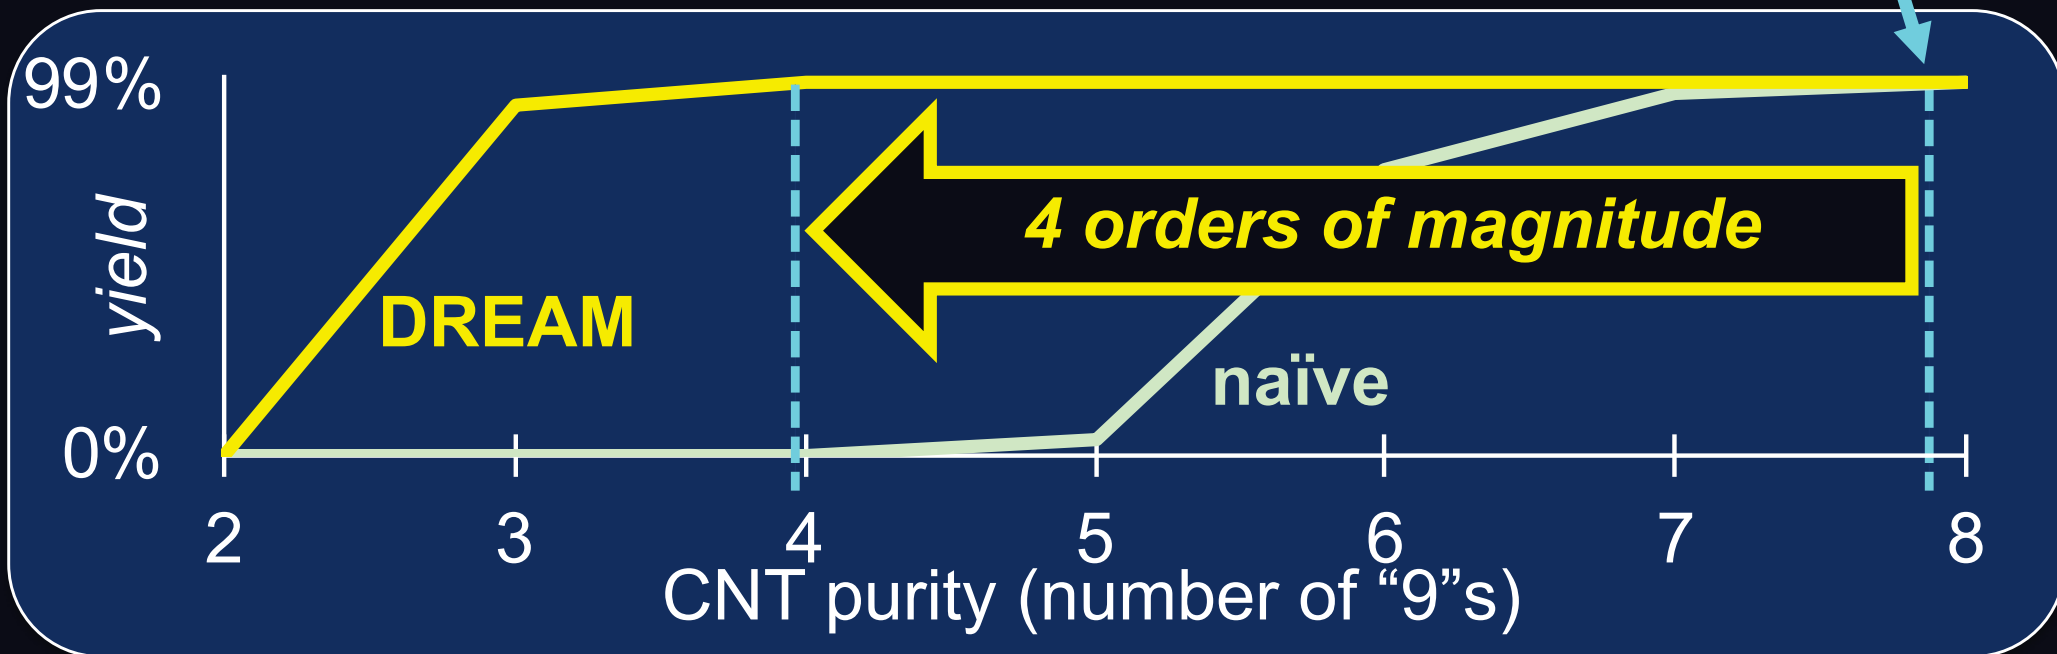 99%
yield
4 orders of magnitude
DREAM
naïve
0%
2 3 4 5 6 7 8
CNT purity (number of “9”s)